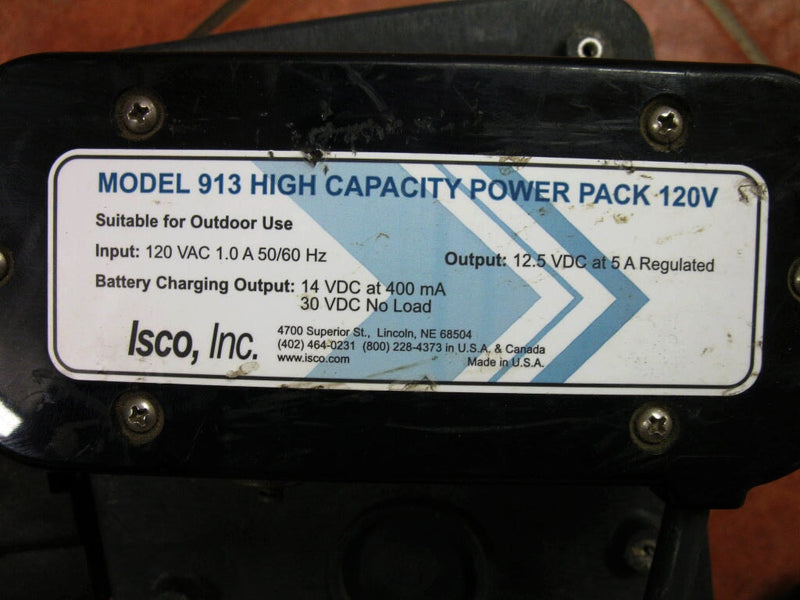 MODEL 913 HIGH CAPACITY POWER PACK 120V
Suitable for Outdoor Use
Input: 120 VAC 1.0 A 50/60 Hz
Output: 12.5 VDC at 5 A Regulated
Battery Charging Output: 14 VDC at 400 mA
30 VDC No Load
Isco, Inc.
4700 Superior St., Lincoln, NE 68504
(402) 464-0231 (800) 228-4373 in U.S.A. & Canada
www.isco.com
Made in U.S.A.